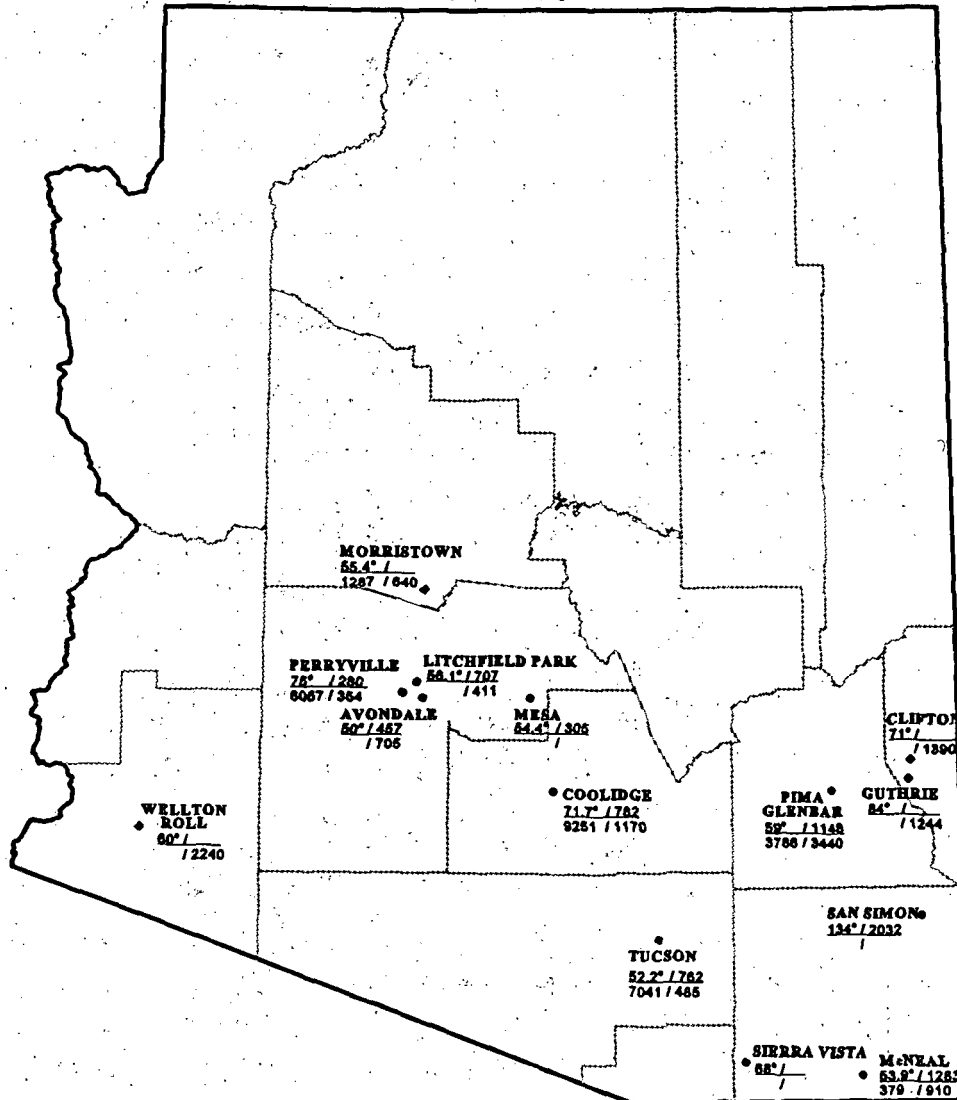 MORRISTOWN
55.4° /
1287 / 640
PERRYVILLE
75° / 280
6067 / 364
LITCHFIELD PARK
56.1° / 707
/ 411
AVONDALE
50° / 457
/ 705
MESA
54.4° / 305
/
COOLIDGE
71.7° / 782
9251 / 1170
WELLTON
ROLL
60° /
/ 2240
CLIFTON
71° /
/ 1390
PIMA
GLENBAR
59° / 1148
3786 / 3440
GUTHRIE
84° /
/ 1244
SAN SIMON
134° / 2032
/
TUCSON
52.2° / 762
7041 / 485
SIERRA VISTA
68° /
/
McNEAL
53.9° / 1283
379 / 910